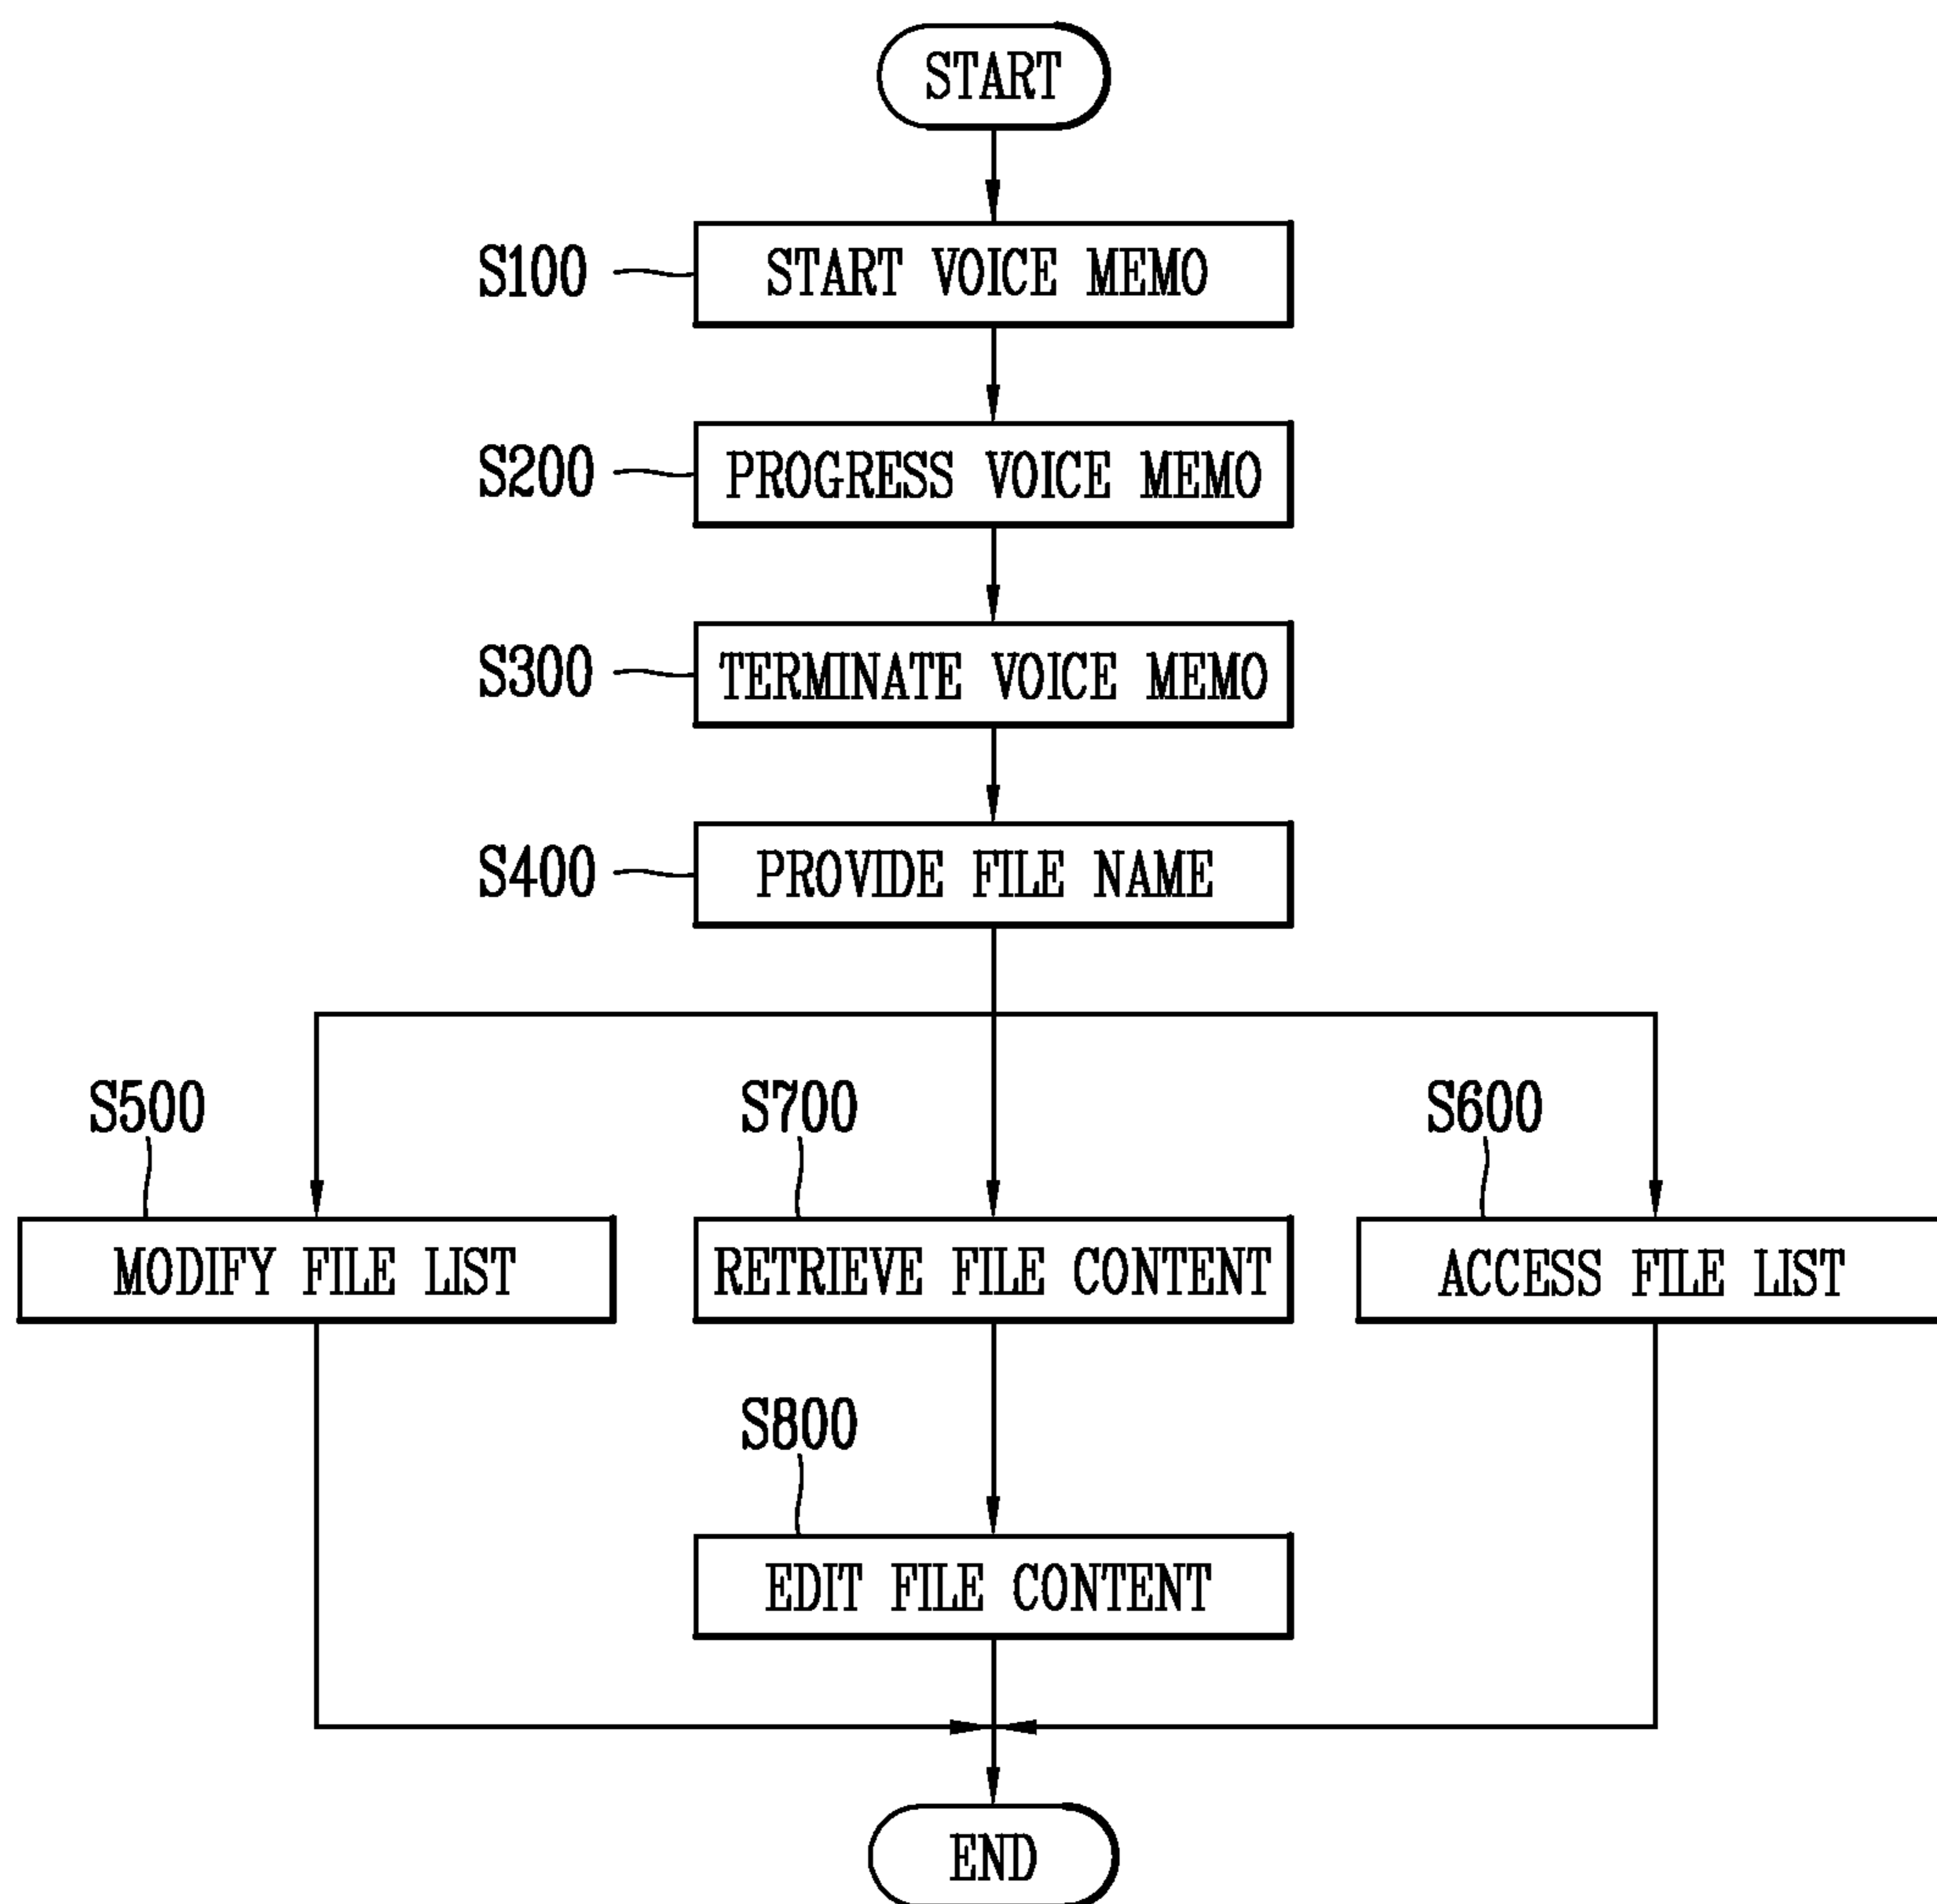 START
S100 START VOICE MEMO
S200 PROGRESS VOICE MEMO
S300 TERMINATE VOICE MEMO
S400 PROVIDE FILE NAME
S500 S700 S600
MODIFY FILE LIST RETRIEVE FILE CONTENT ACCESS FILE LIST
S800
EDIT FILE CONTENT
END